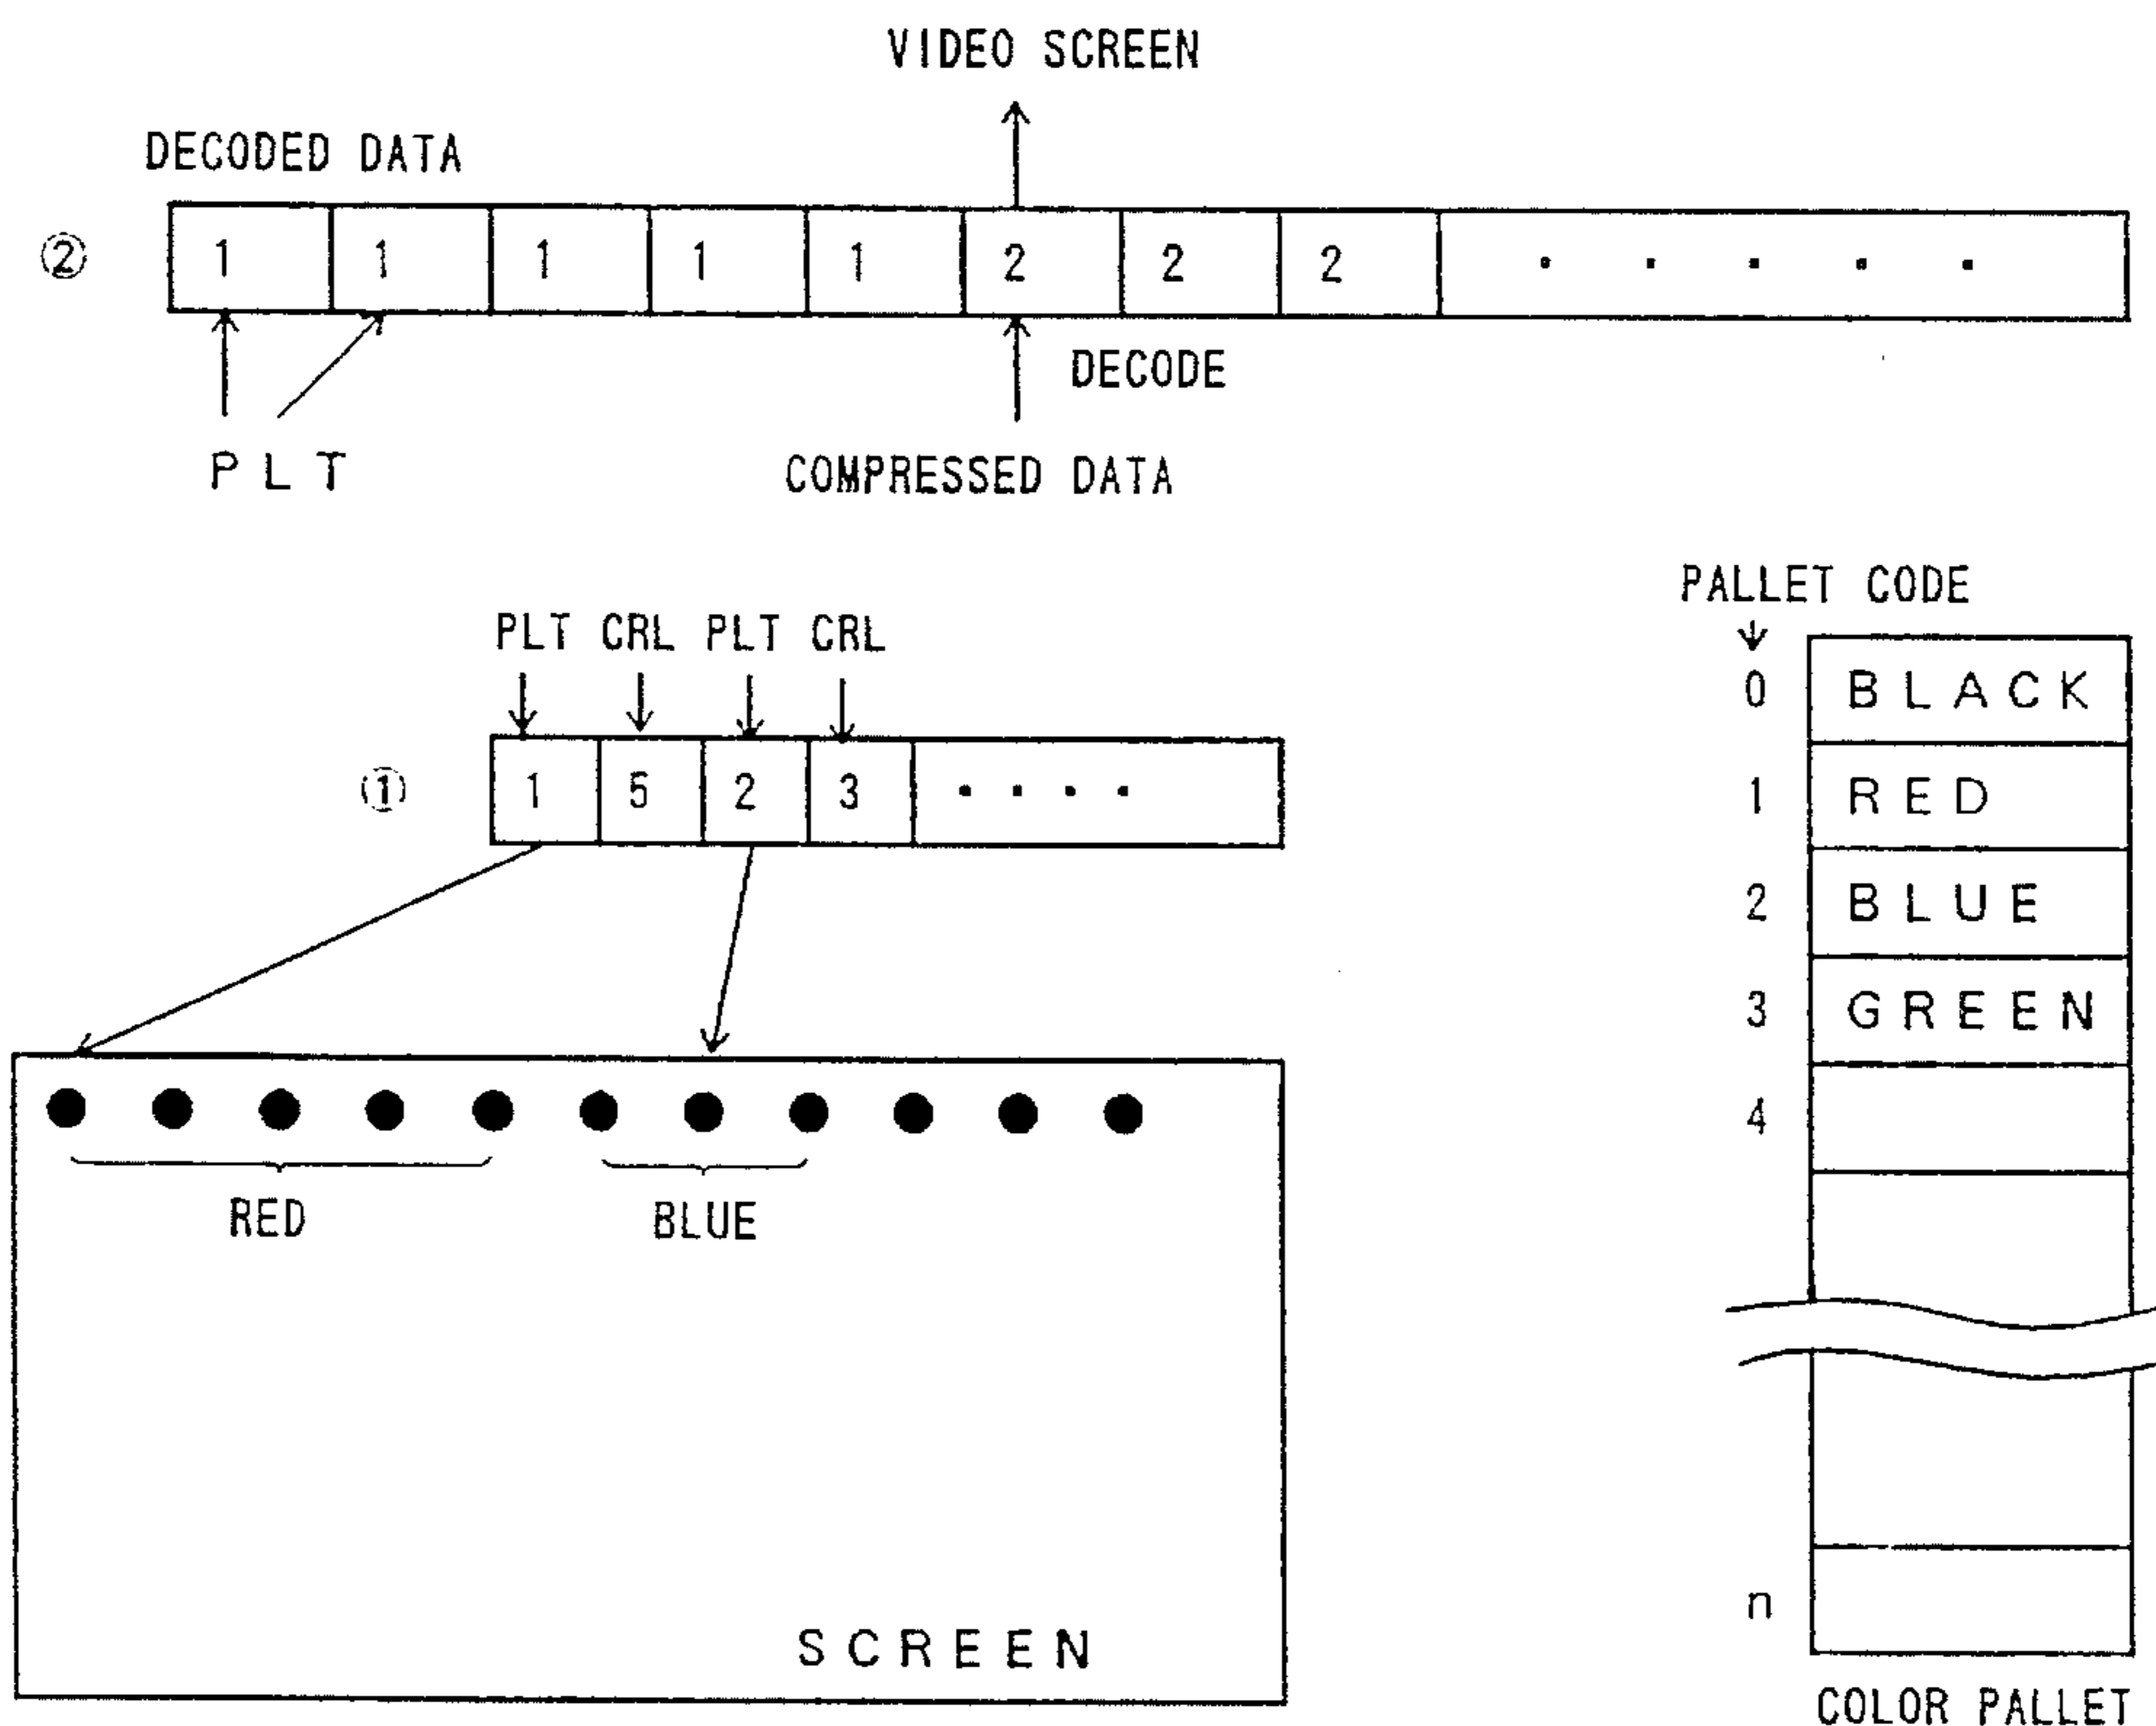 VIDEO SCREEN
DECODED DATA
② 1 1 1 1 1 2 2 2 · · · · ·
DECODE
PLT
COMPRESSED DATA
PALLET CODE
PLT CRL PLT CRL
① 1 5 2 3 · · · ·
0 BLACK
1 RED
2 BLUE
3 GREEN
4
n
RED BLUE
SCREEN
COLOR PALLET